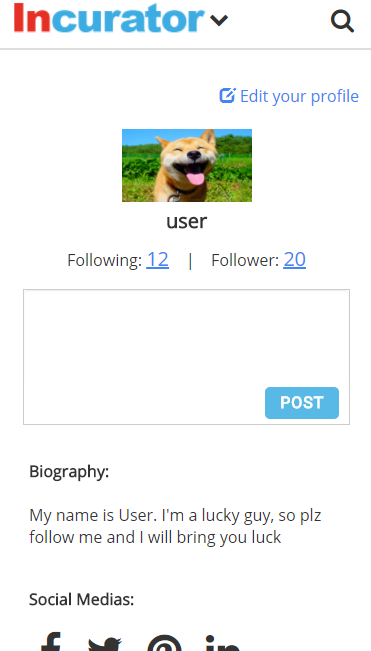 Incurator
Edit your profile
user
Following: 12 | Follower: 20
POST
Biography:
My name is User. I'm a lucky guy, so plz
follow me and I will bring you luck
Social Medias: